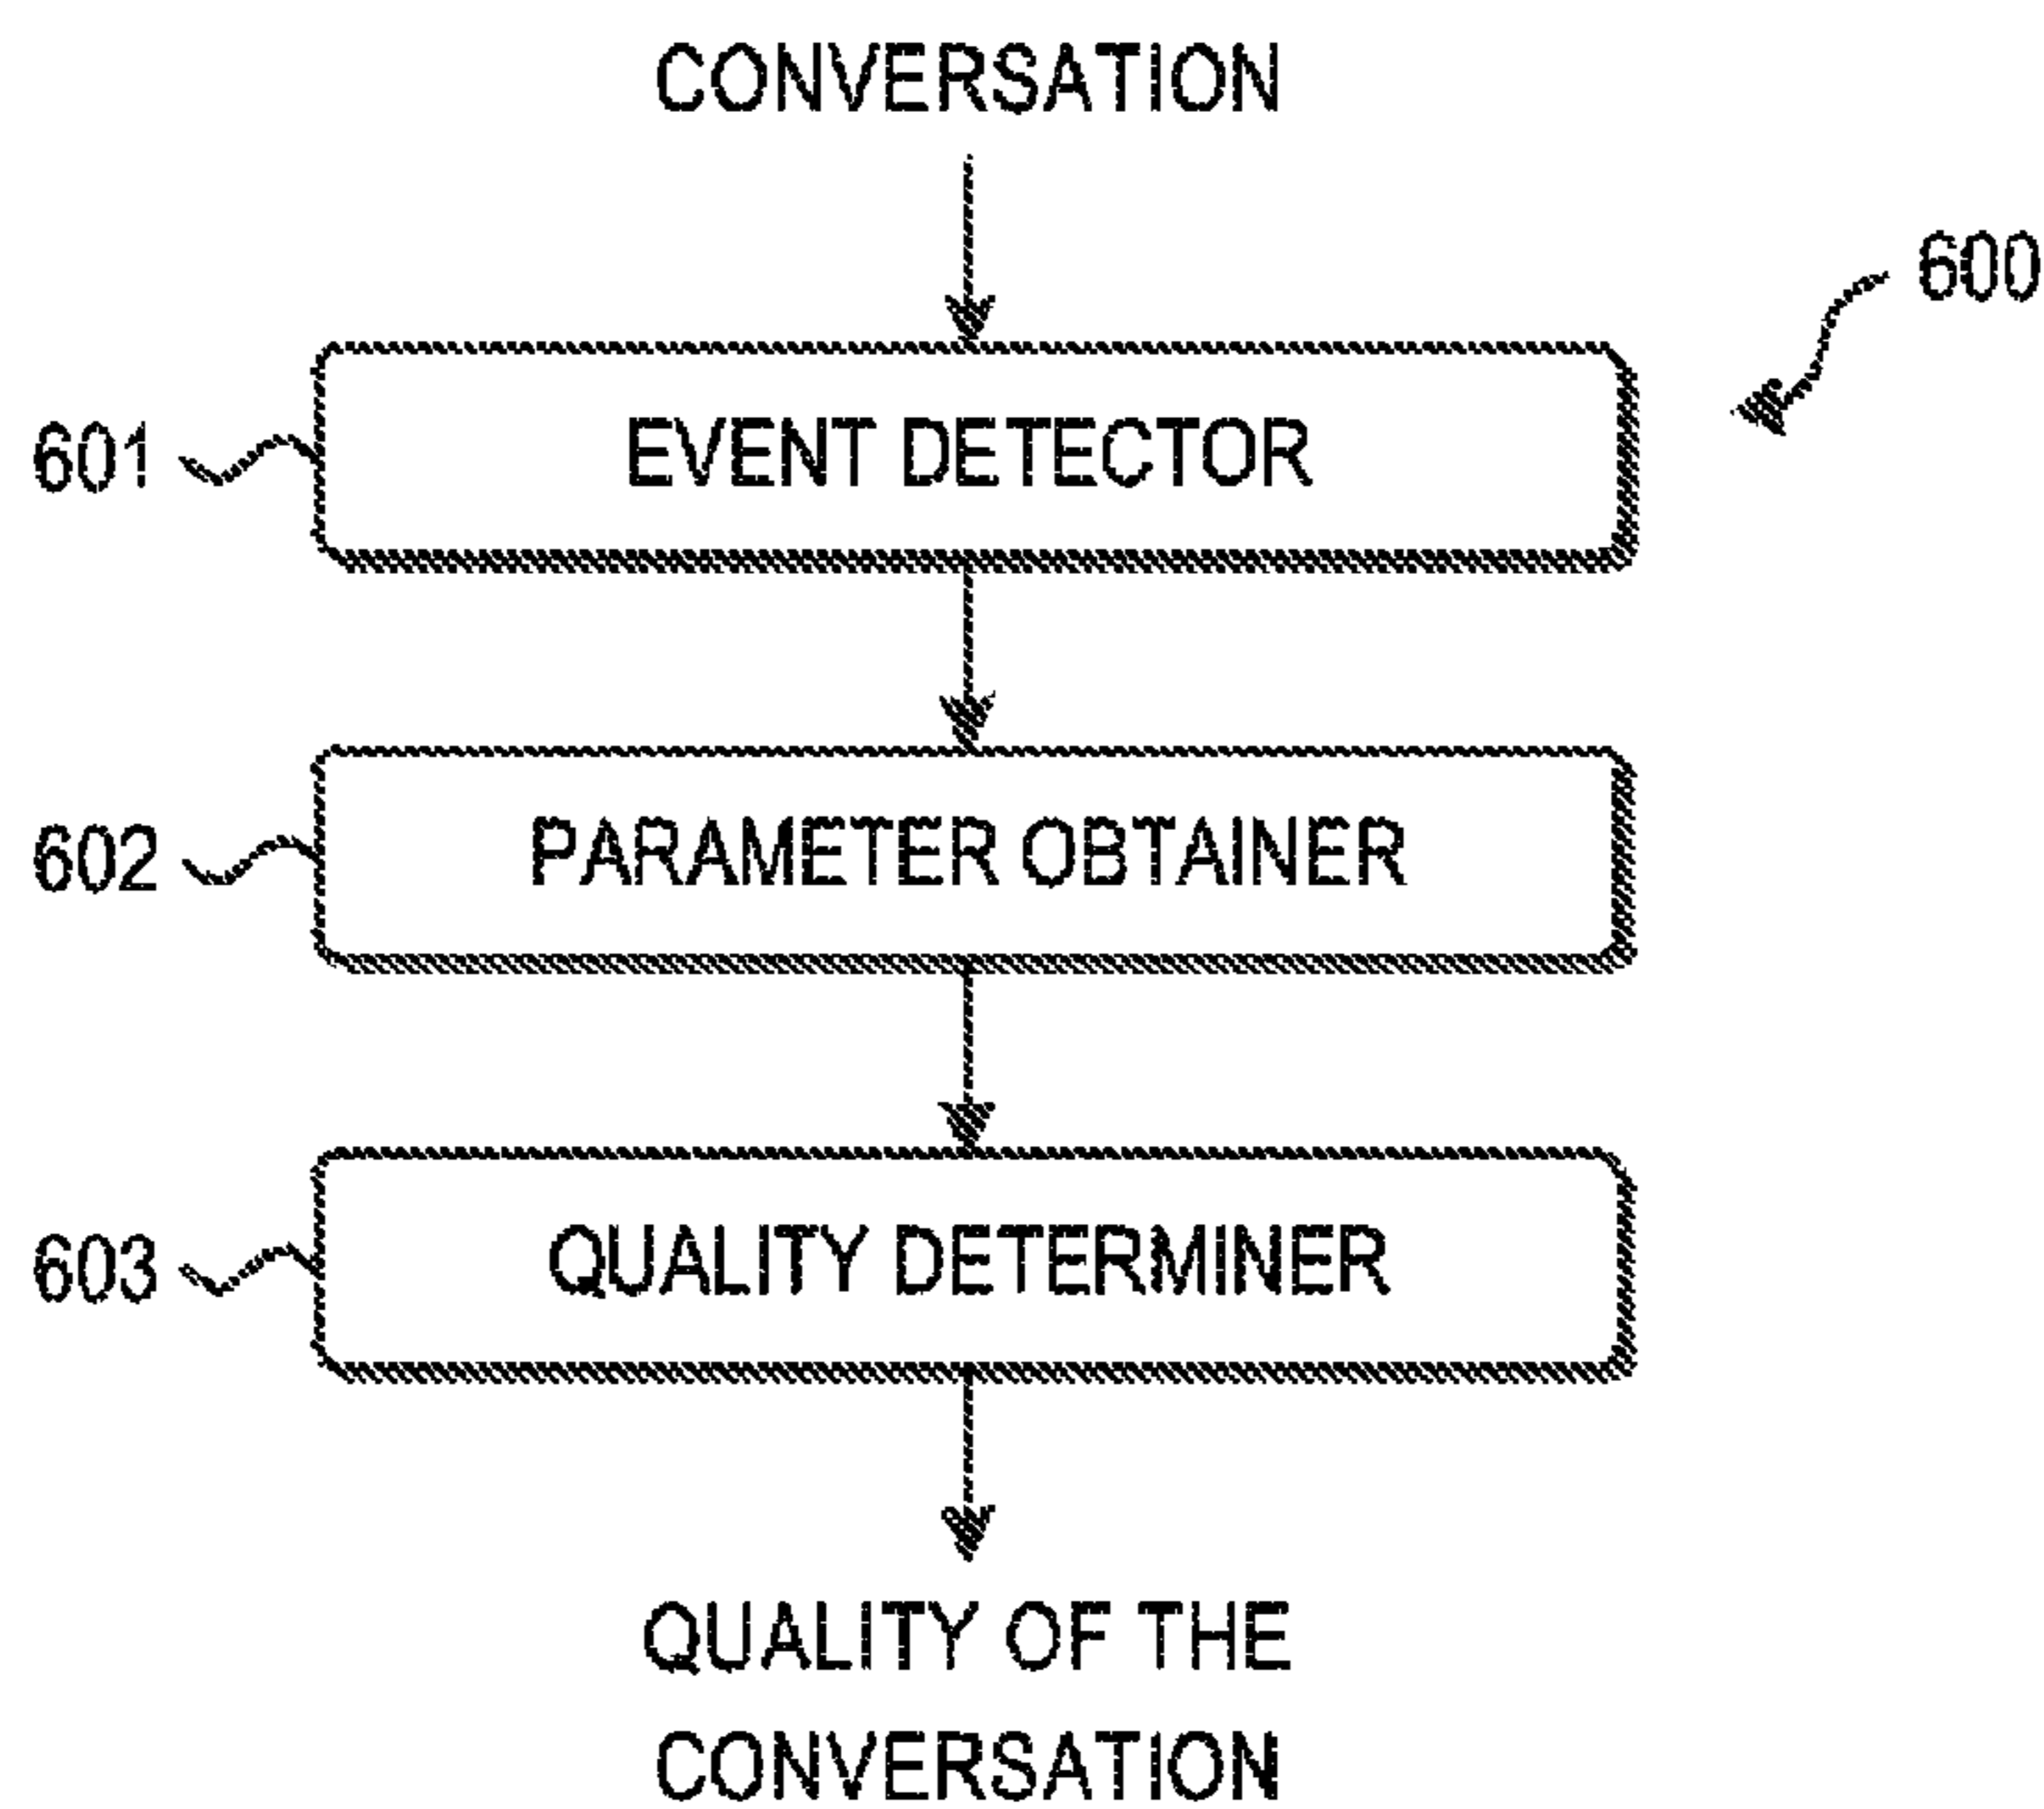 CONVERSATION
600
601 EVENT DETECTOR
602 PARAMETER OBTAINER
603 QUALITY DETERMINER
QUALITY OF THE
CONVERSATION